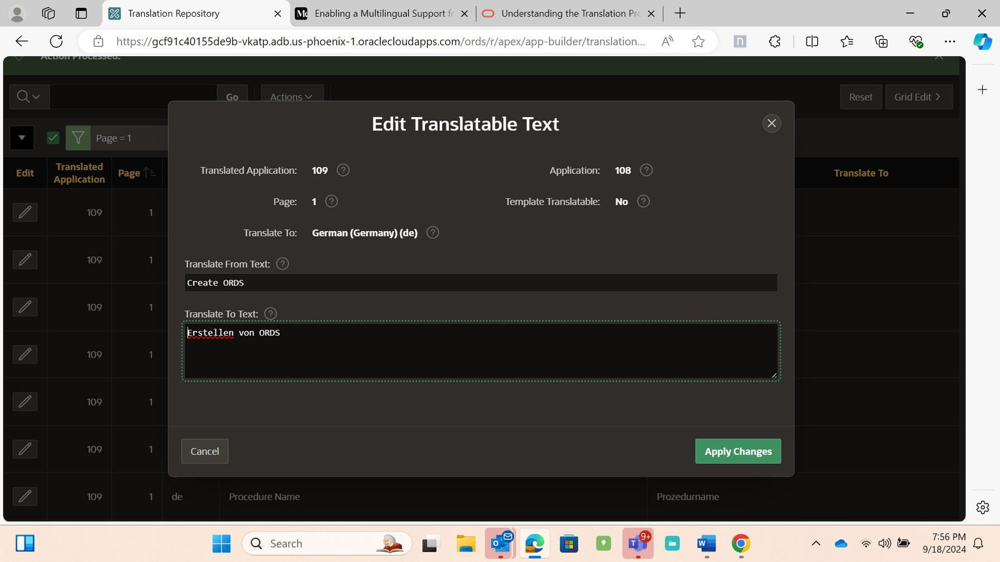 Translation Repository
Enabling a Multilingual Support fo
Understanding the Translation Pro
https://gcf91c40155de9b-vkatp.adb.us-phoenix-1.oraclecloudapps.com/ords/r/apex/app-builder/translation...
Action Processed.
Go
Actions
Reset
Grid Edit
Page = 1
Edit
Translated Application
Page
Translate To
109 1
109 1
109 1
109 1
109 1
109 1
109 1 de Procedure Name Prozedurname
Edit Translatable Text
Translated Application: 109
Application: 108
Page: 1
Template Translatable: No
Translate To: German (Germany) (de)
Translate From Text:
Create ORDS
Translate To Text:
Erstellen von ORDS
Cancel
Apply Changes
Search
9+
7:56 PM
9/18/2024